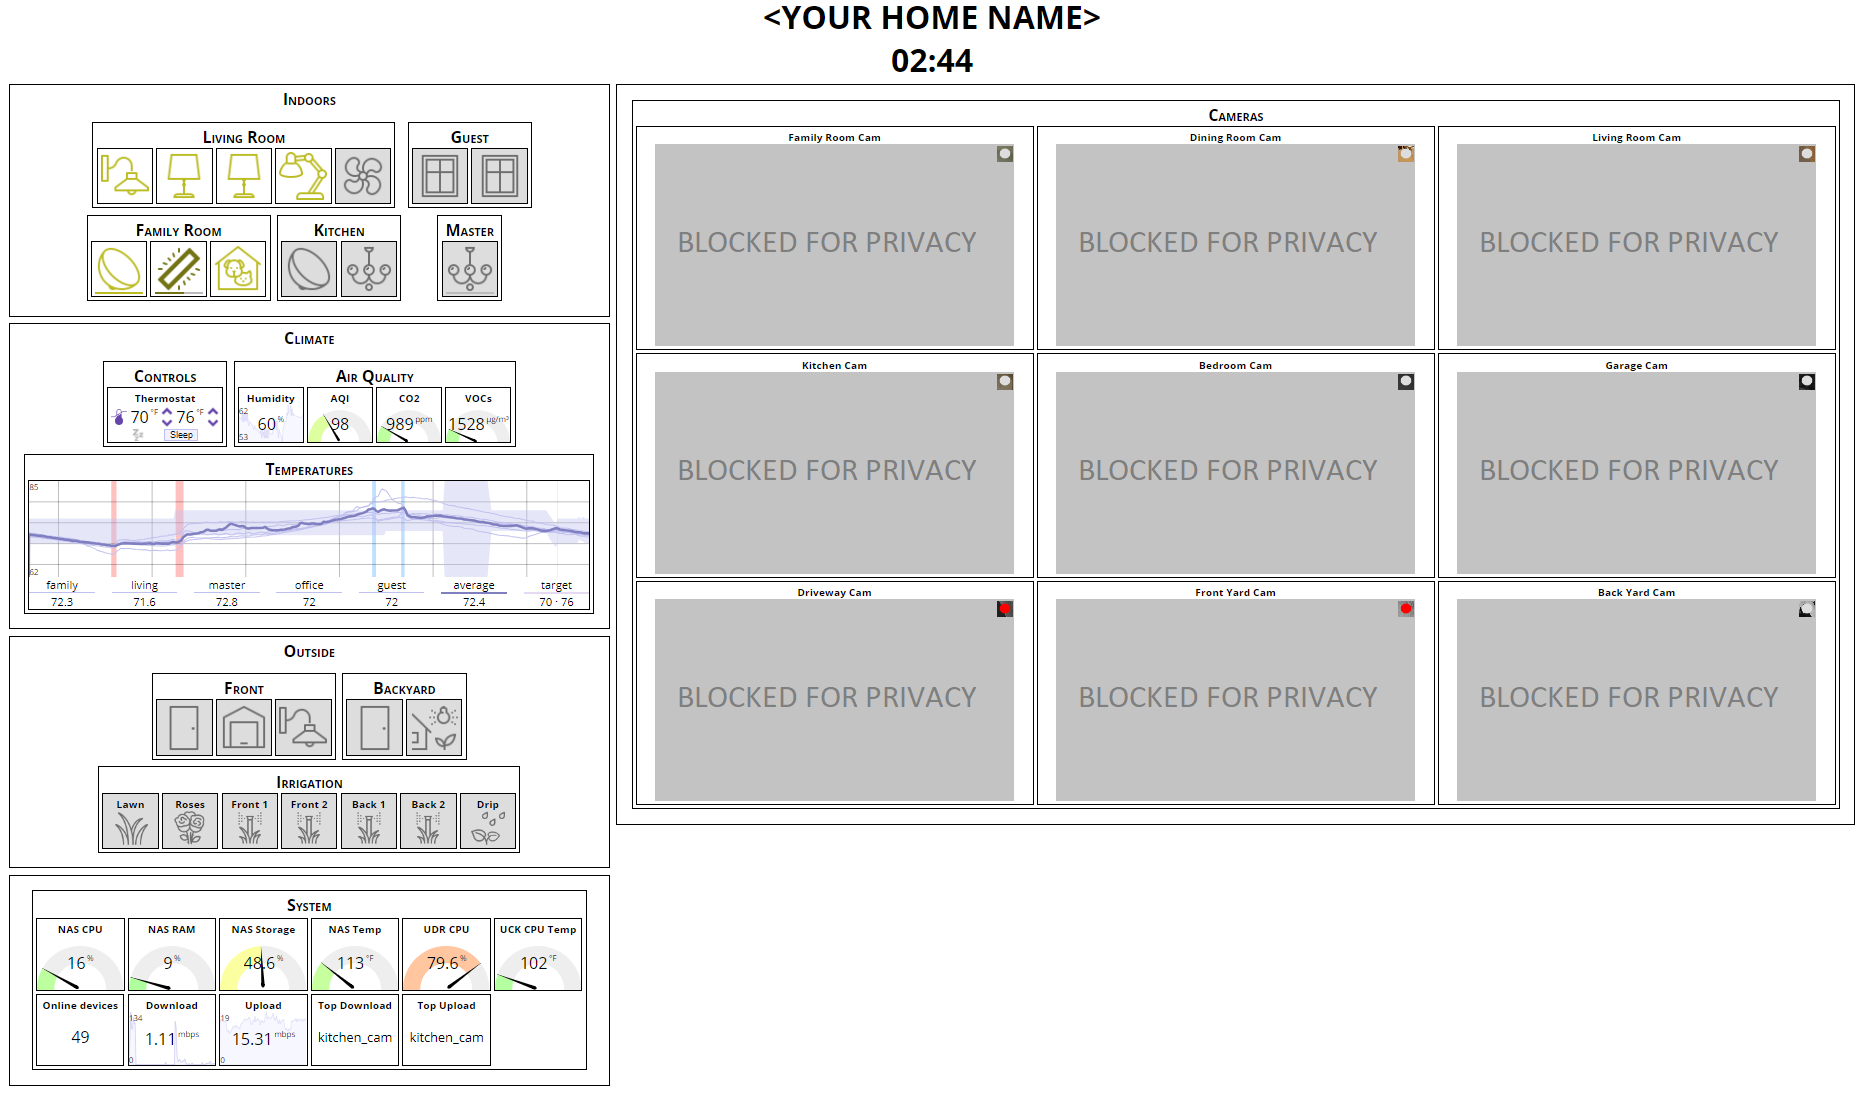 <YOUR HOME NAME>
02:44
INDOORS
LIVING ROOM
GUEST
FAMILY ROOM
KITCHEN
MASTER
CLIMATE
CONTROLS
Thermostat
70 °F 76 °F
Sleep
AIR QUALITY
Humidity
62
60 %
53
AQI
98
CO2
989 ppm
VOCs
1528 µg/m³
TEMPERATURES
85
62
family living master office guest average target
72.3 71.6 72.8 72 72 72.4 70 · 76
OUTSIDE
FRONT
BACKYARD
IRRIGATION
Lawn Roses Front 1 Front 2 Back 1 Back 2 Drip
SYSTEM
NAS CPU
16 %
NAS RAM
9 %
NAS Storage
48.6 %
NAS Temp
113 °F
UDR CPU
79.6 %
UCK CPU Temp
102 °F
Online devices
49
Download
134
1.11 mbps
0
Upload
19
15.31 mbps
0
Top Download
kitchen_cam
Top Upload
kitchen_cam
CAMERAS
Family Room Cam
BLOCKED FOR PRIVACY
Dining Room Cam
BLOCKED FOR PRIVACY
Living Room Cam
BLOCKED FOR PRIVACY
Kitchen Cam
BLOCKED FOR PRIVACY
Bedroom Cam
BLOCKED FOR PRIVACY
Garage Cam
BLOCKED FOR PRIVACY
Driveway Cam
BLOCKED FOR PRIVACY
Front Yard Cam
BLOCKED FOR PRIVACY
Back Yard Cam
BLOCKED FOR PRIVACY